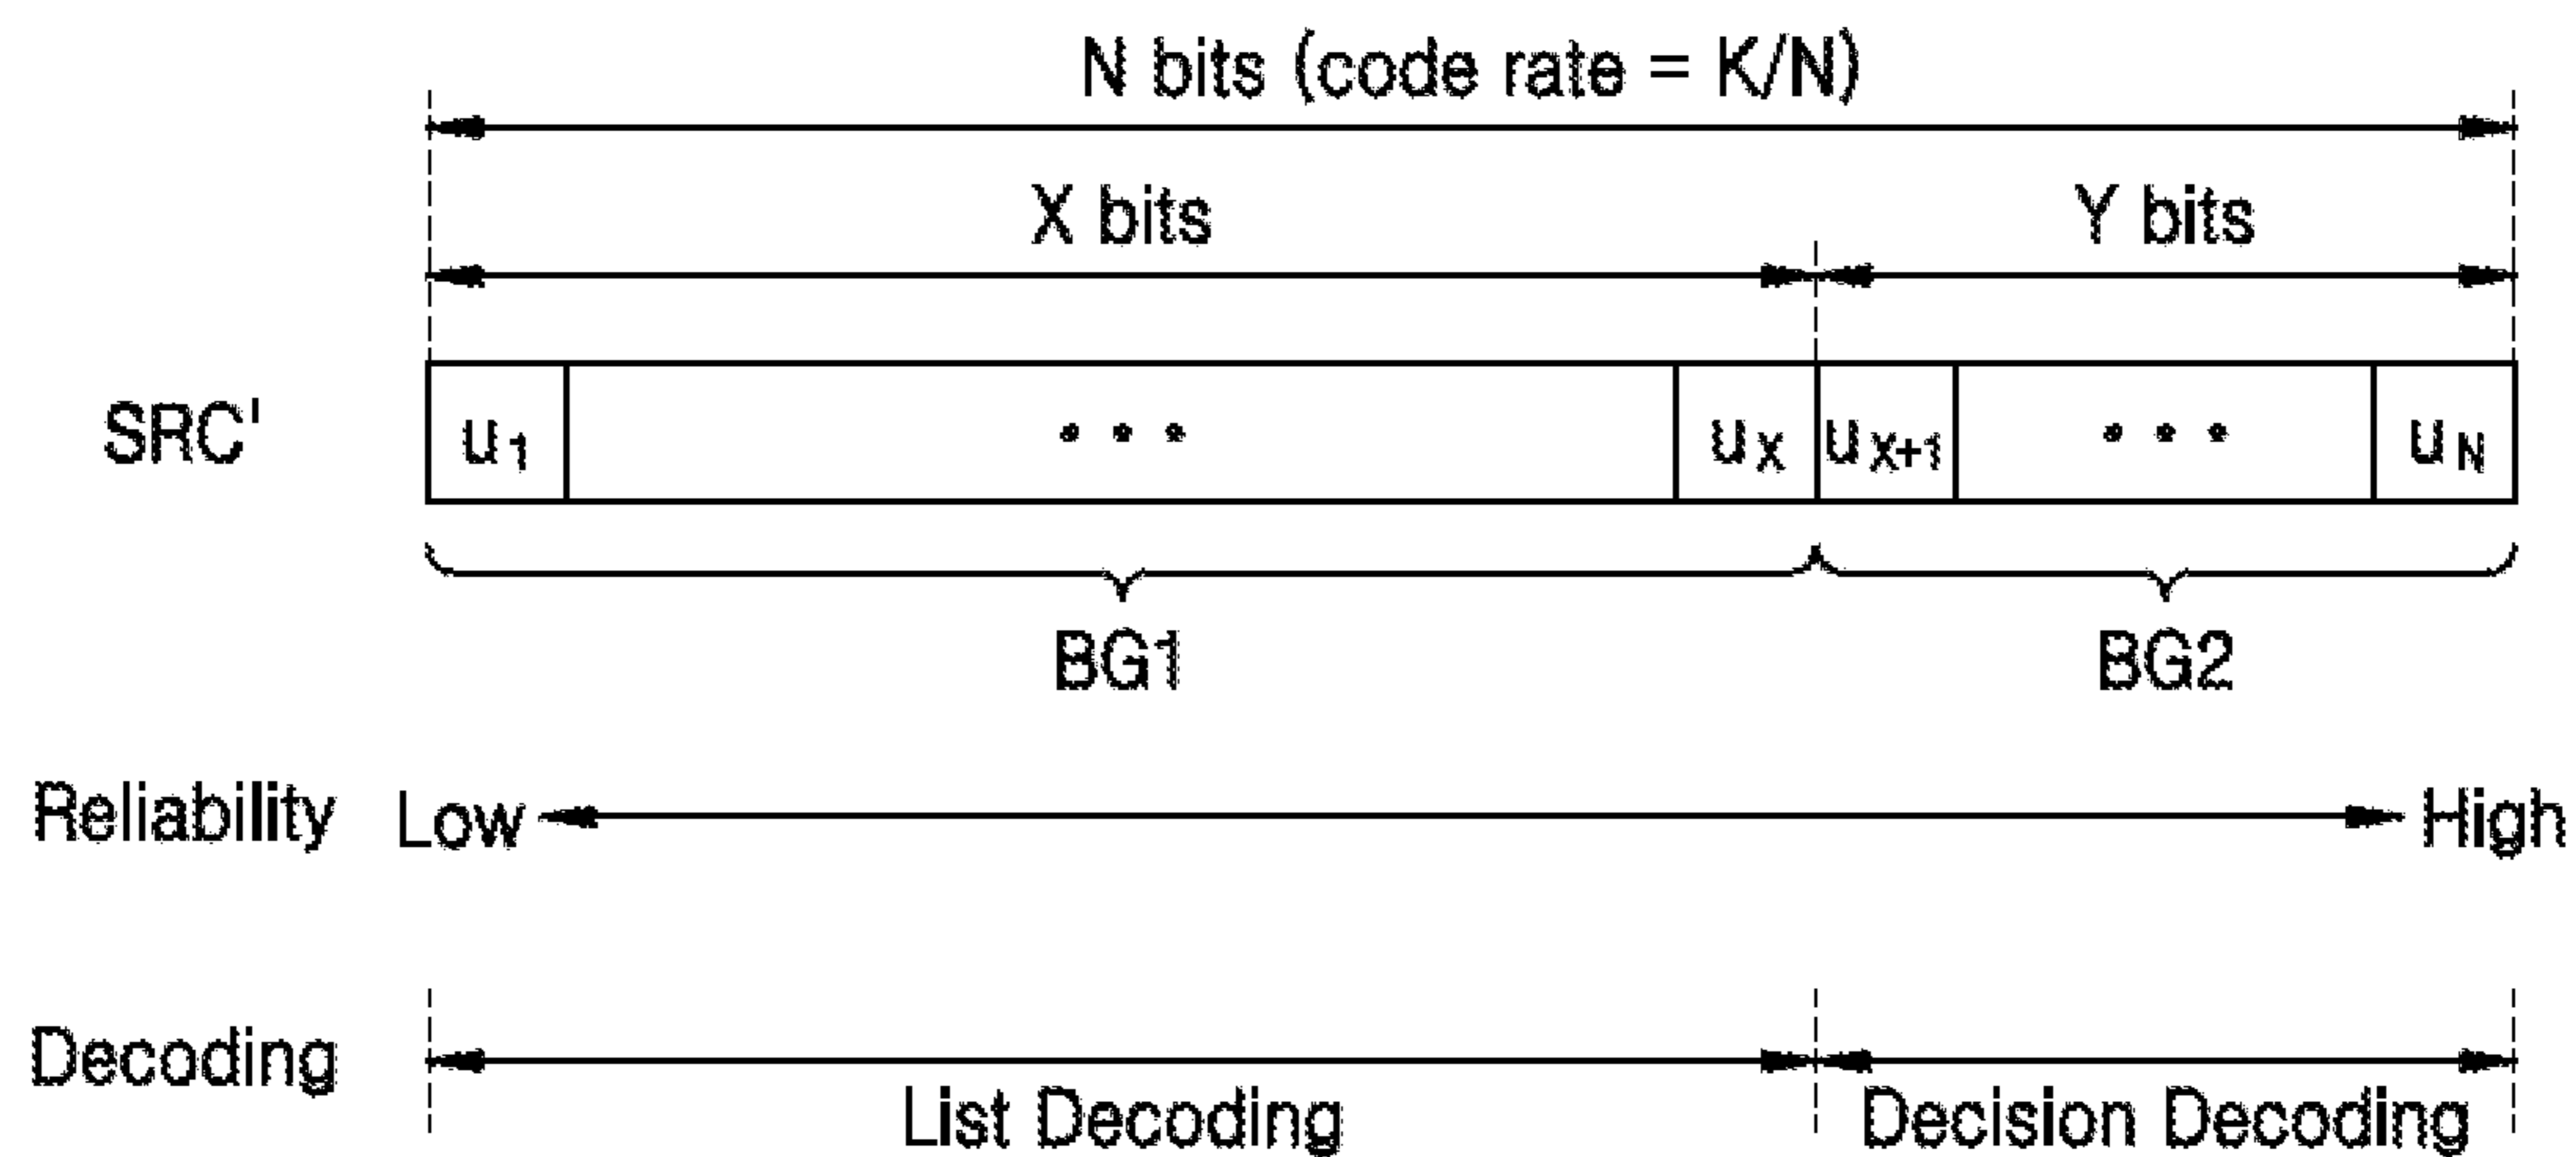 N bits (code rate = K/N)
X bits Y bits
SRC' u1 • • • uX uX+1 • • • uN
BG1 BG2
Reliability Low High
Decoding
List Decoding Decision Decoding